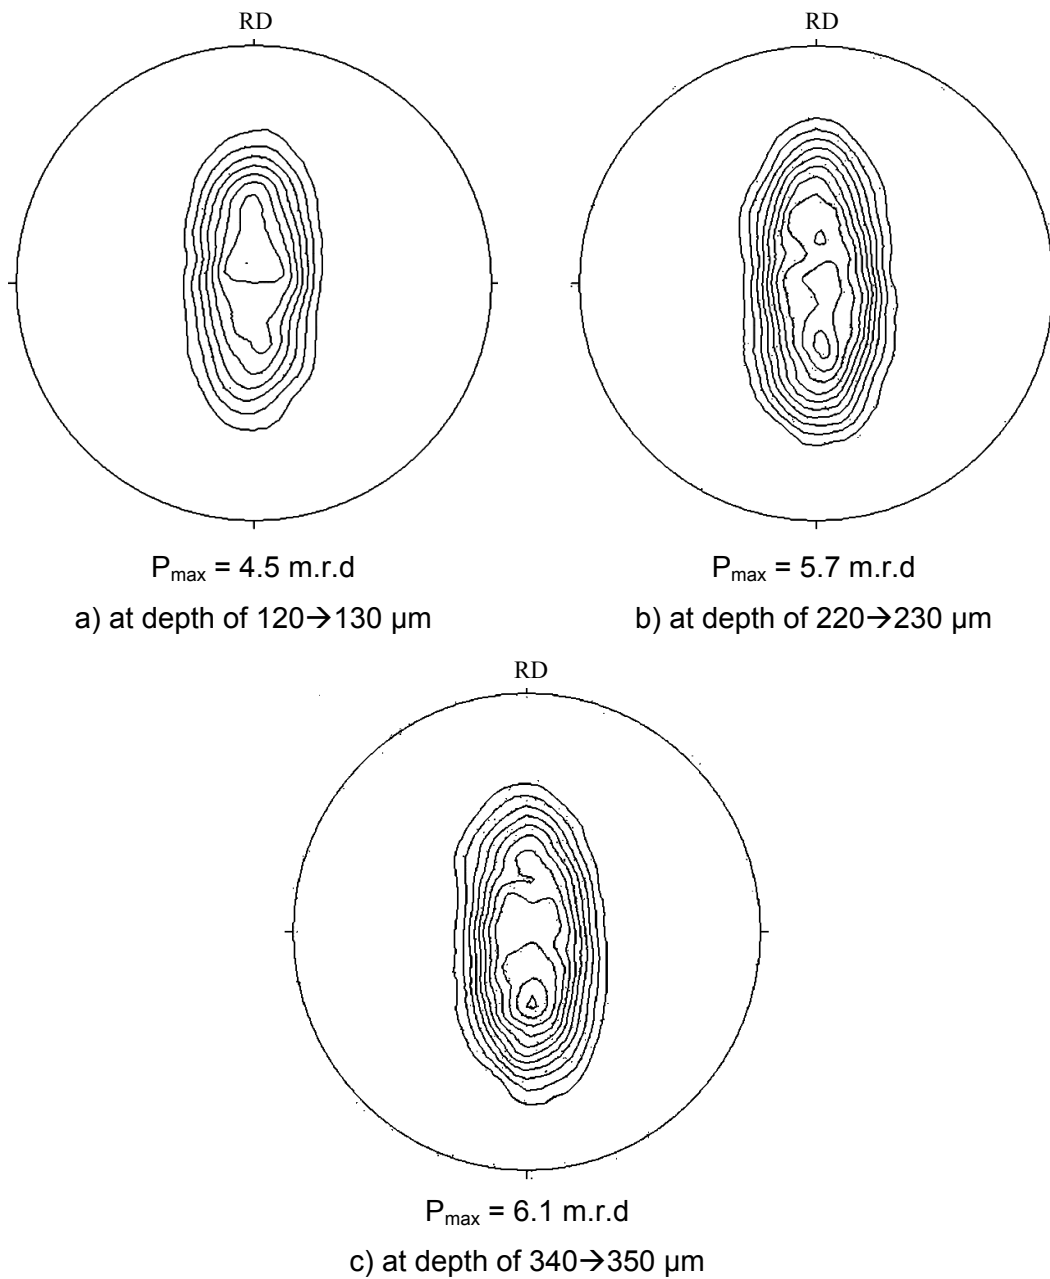 RD
RD
Pmax = 4.5 m.r.d
Pmax = 5.7 m.r.d
a) at depth of 120→130 µm
b) at depth of 220→230 µm
RD
Pmax = 6.1 m.r.d
c) at depth of 340→350 µm